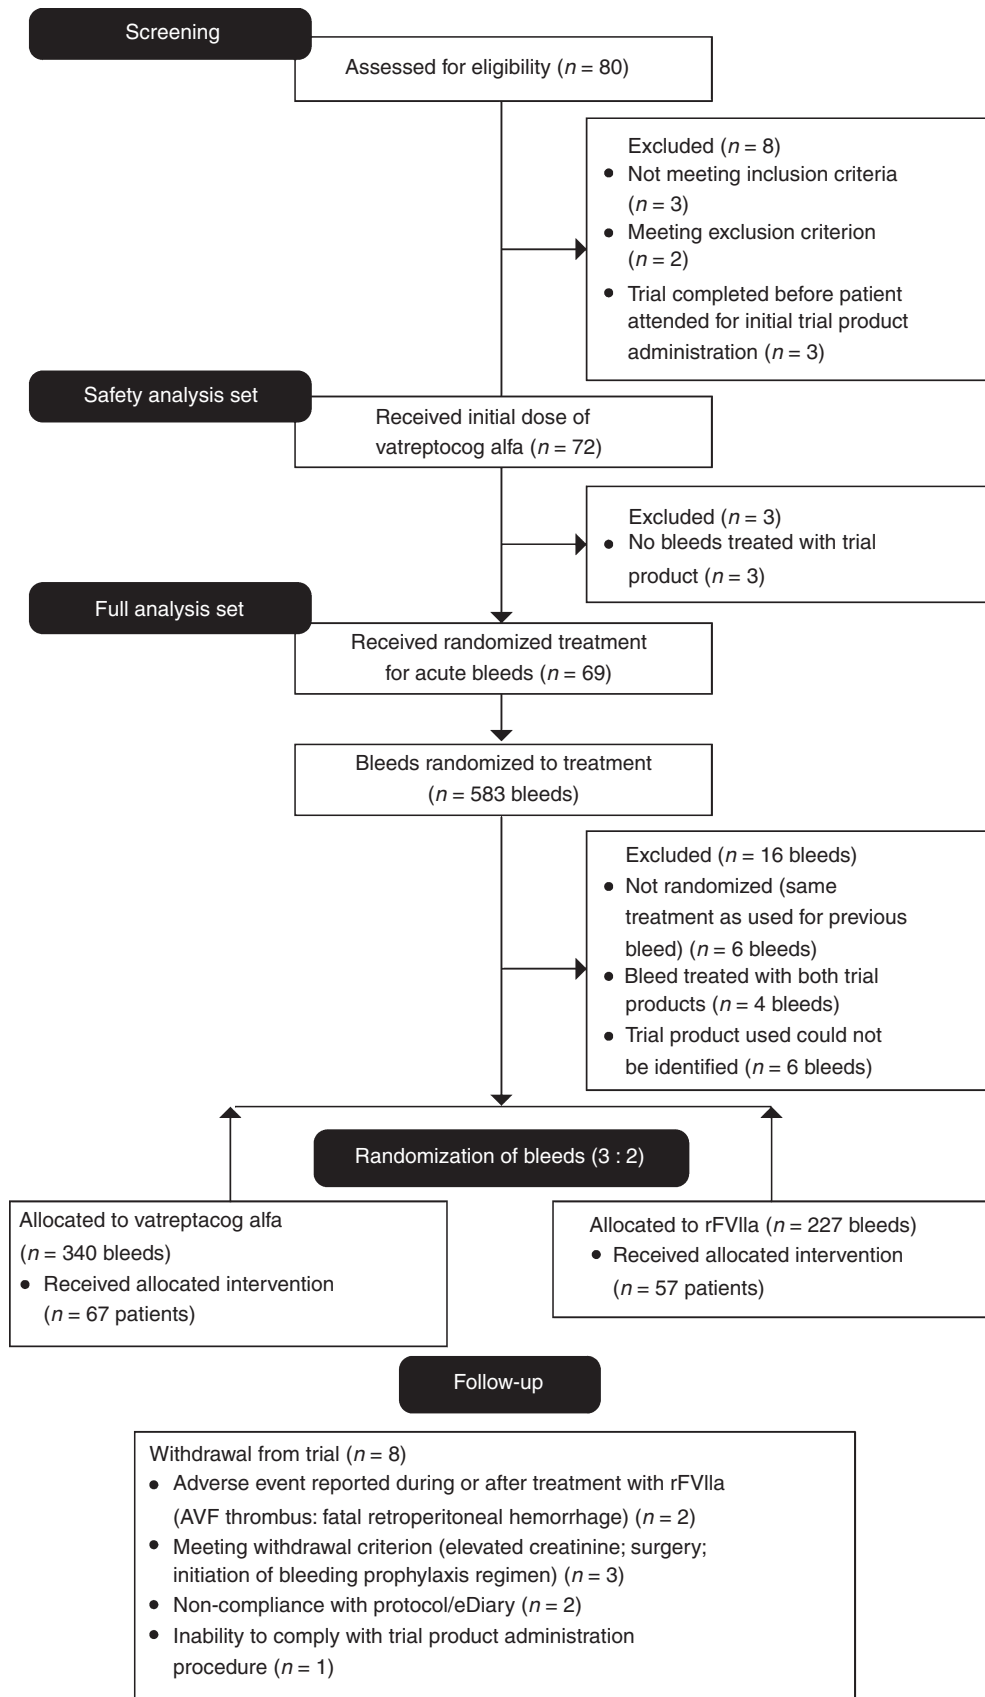 Screening
Assessed for eligibility (n = 80)
Excluded (n = 8)
• Not meeting inclusion criteria
(n = 3)
• Meeting exclusion criterion
(n = 2)
• Trial completed before patient
attended for initial trial product
administration (n = 3)
Safety analysis set
Received initial dose of
vatreptocog alfa (n = 72)
Excluded (n = 3)
• No bleeds treated with trial
product (n = 3)
Full analysis set
Received randomized treatment
for acute bleeds (n = 69)
Bleeds randomized to treatment
(n = 583 bleeds)
Excluded (n = 16 bleeds)
• Not randomized (same
treatment as used for previous
bleed) (n = 6 bleeds)
• Bleed treated with both trial
products (n = 4 bleeds)
• Trial product used could not
be identified (n = 6 bleeds)
Randomization of bleeds (3 : 2)
Allocated to vatreptacog alfa
(n = 340 bleeds)
• Received allocated intervention
(n = 67 patients)
Allocated to rFVIIa (n = 227 bleeds)
• Received allocated intervention
(n = 57 patients)
Follow-up
Withdrawal from trial (n = 8)
• Adverse event reported during or after treatment with rFVIIa
(AVF thrombus: fatal retroperitoneal hemorrhage) (n = 2)
• Meeting withdrawal criterion (elevated creatinine; surgery;
initiation of bleeding prophylaxis regimen) (n = 3)
• Non-compliance with protocol/eDiary (n = 2)
• Inability to comply with trial product administration
procedure (n = 1)